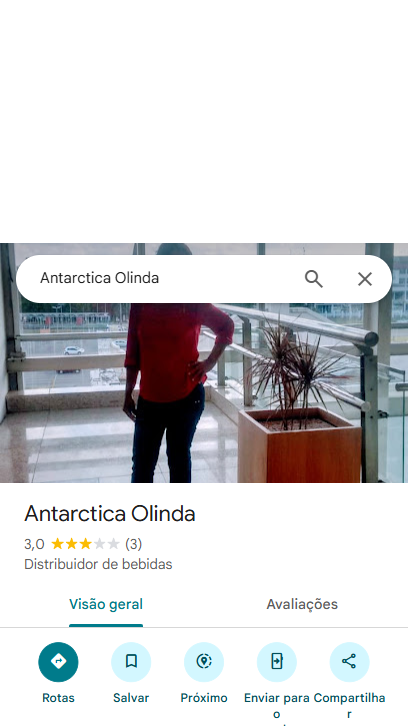 Antarctica Olinda
Antarctica Olinda
3,0 (3)
Distribuidor de bebidas
Visão geral Avaliações
Rotas Salvar Próximo Enviar para o Compartilhar